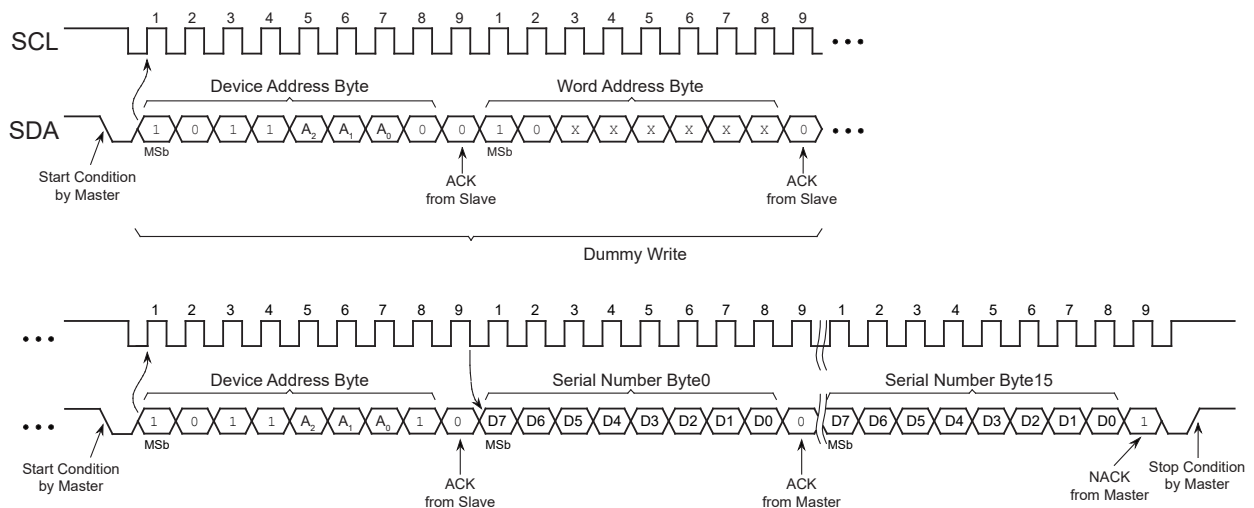 1 2 3 4 5 6 7 8 9 1 2 3 4 5 6 7 8 9
SCL
Device Address Byte Word Address Byte
SDA 1 0 1 1 A2 A1 A0 0 0 1 0 X X X X X X 0
MSb MSb
Start Condition
by Master
ACK
from Slave
ACK
from Slave
Dummy Write
1 2 3 4 5 6 7 8 9 1 2 3 4 5 6 7 8 9 1 2 3 4 5 6 7 8 9
Device Address Byte Serial Number Byte0 Serial Number Byte15
1 0 1 1 A2 A1 A0 1 0 D7 D6 D5 D4 D3 D2 D1 D0 0 D7 D6 D5 D4 D3 D2 D1 D0 1
MSb MSb MSb
Start Condition
by Master
ACK
from Slave
ACK
from Master
NACK
from Master
Stop Condition
by Master